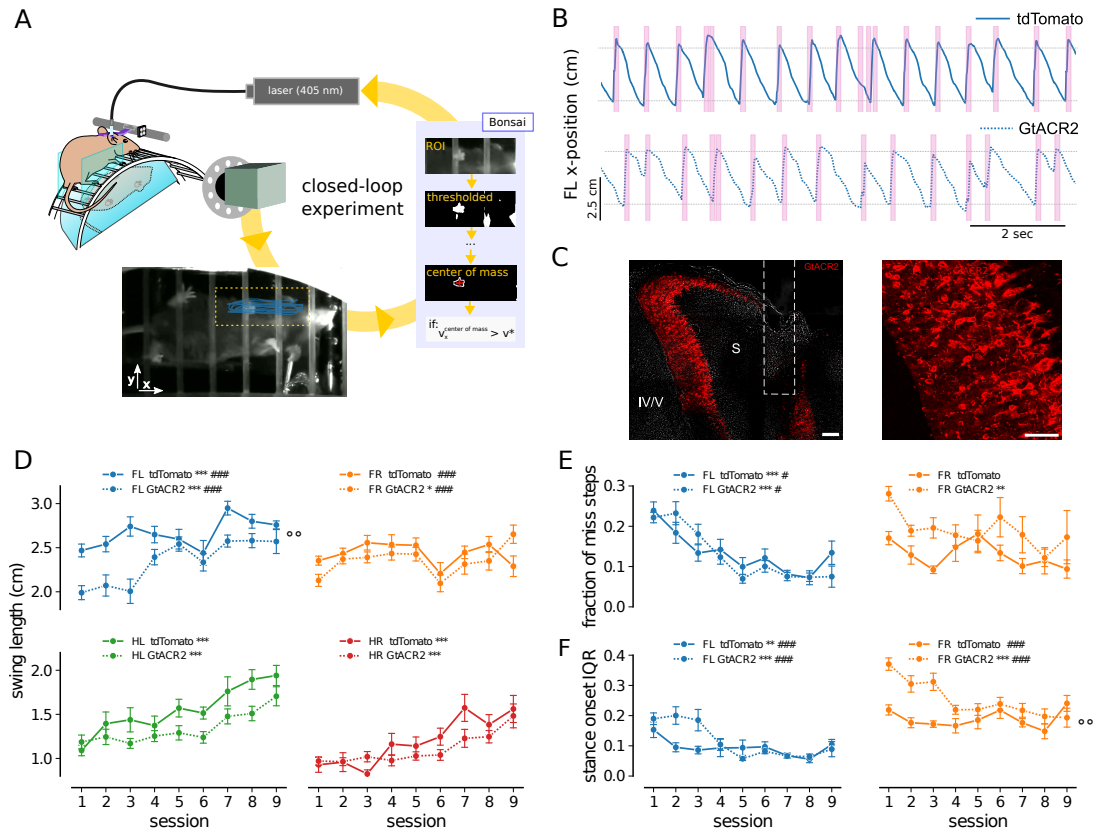 A
laser (405 nm)
closed-loop
experiment
Bonsai
ROI
thresholded
...
center of mass
if:
v_x^center of mass > v*
y
x
B
tdTomato
GtACR2
FL x-position (cm)
2.5 cm
2 sec
C
GtACR2
S
IV/V
D
FL tdTomato *** ###
FL GtACR2 *** ###
FR tdTomato ###
FR GtACR2 * ###
3.0
2.5
2.0
°°
HL tdTomato ***
HL GtACR2 ***
HR tdTomato ***
HR GtACR2 ***
2.0
1.5
1.0
swing length (cm)
1 2 3 4 5 6 7 8 9
session
1 2 3 4 5 6 7 8 9
session
E
FL tdTomato *** #
FL GtACR2 *** #
FR tdTomato
FR GtACR2 **
0.3
0.2
0.1
0.0
fraction of miss steps
F
FL tdTomato ** ###
FL GtACR2 *** ###
FR tdTomato ###
FR GtACR2 *** ###
0.4
0.3
0.2
0.1
0.0
°°
stance onset IQR
1 2 3 4 5 6 7 8 9
session
1 2 3 4 5 6 7 8 9
session